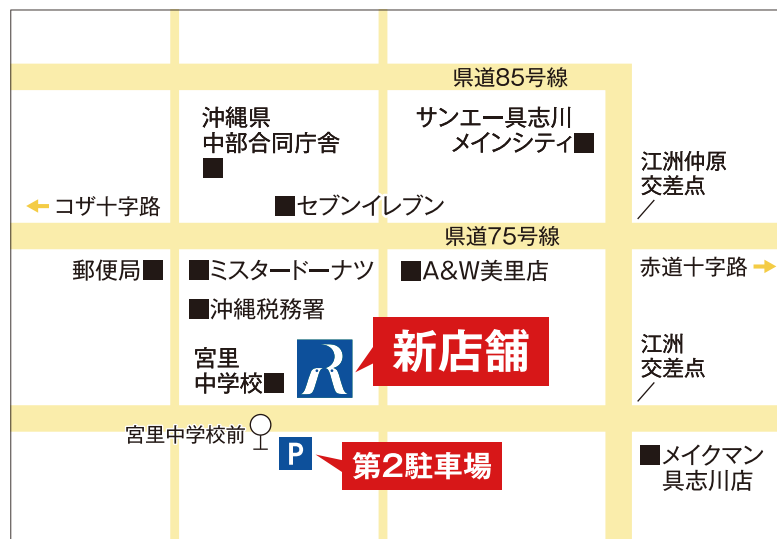 県道85号線
沖縄県
中部合同庁舎
サンエー具志川
メインシティ
江洲仲原
交差点
コザ十字路
セブンイレブン
県道75号線
郵便局
ミスタードーナツ
A&W美里店
赤道十字路
沖縄税務署
新店舗
宮里
中学校
江洲
交差点
宮里中学校前
P
第2駐車場
メイクマン
具志川店